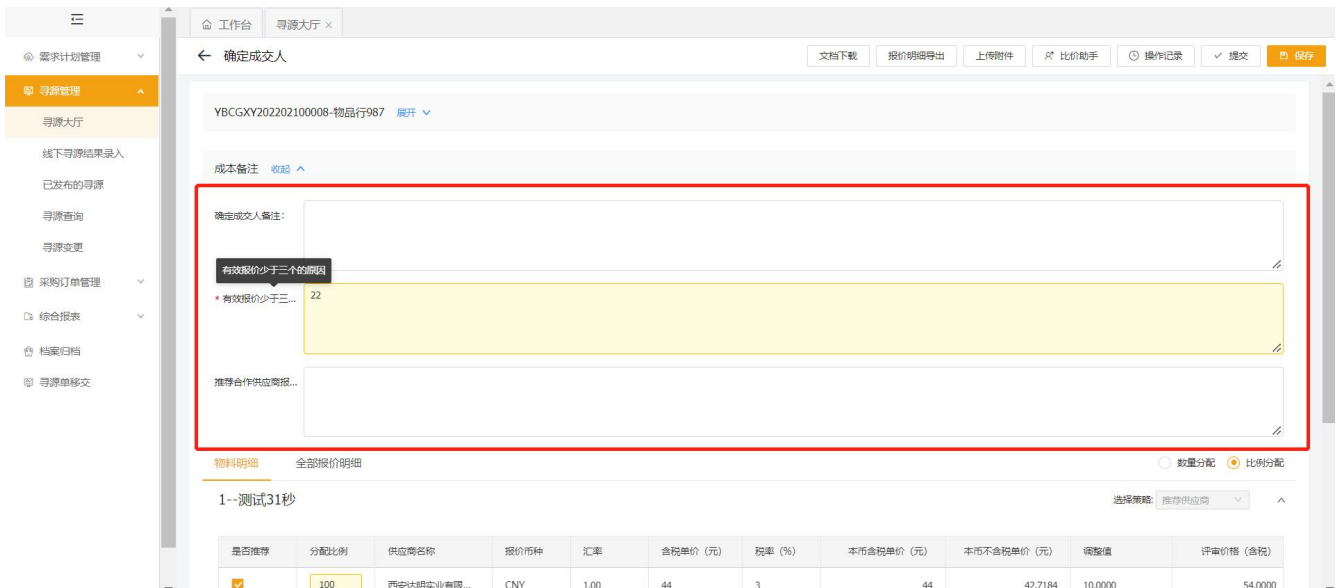 工作台 寻源大厅 ×
需求计划管理
寻源管理
寻源大厅
线下寻源结果录入
已发布的寻源
寻源查询
寻源变更
采购订单管理
综合报表
档案归档
寻源单移交
← 确定成交人 文档下载 报价明细导出 上传附件 比价助手 操作记录 提交 保存
YBCGXY202202100008-物品行987 展开
成本备注 收起
确定成交人备注:
有效报价少于三个的原因
* 有效报价少于三... 22
推荐合作供应商报...
物料明细 全部报价明细 数量分配 比例分配
1--测试31秒 选择策略: 推荐供应商
是否推荐 分配比例 供应商名称 报价币种 汇率 含税单价（元） 税率（%） 本币含税单价（元） 本币不含税单价（元） 调整值 评审价格（含税）
100 西安达明实业有限... CNY 1.00 44 3 44 42.7184 10.0000 54.0000